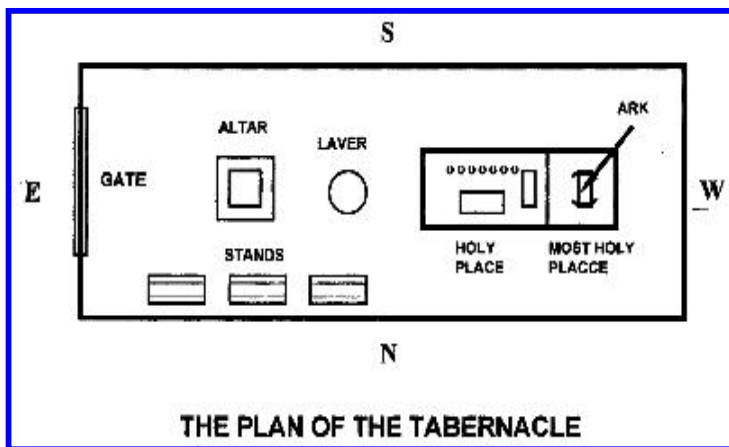 S
ARK
ALTAR
LAVER
E
GATE
W
STANDS
HOLY
PLACE
MOST HOLY
PLACCE
N
THE PLAN OF THE TABERNACLE